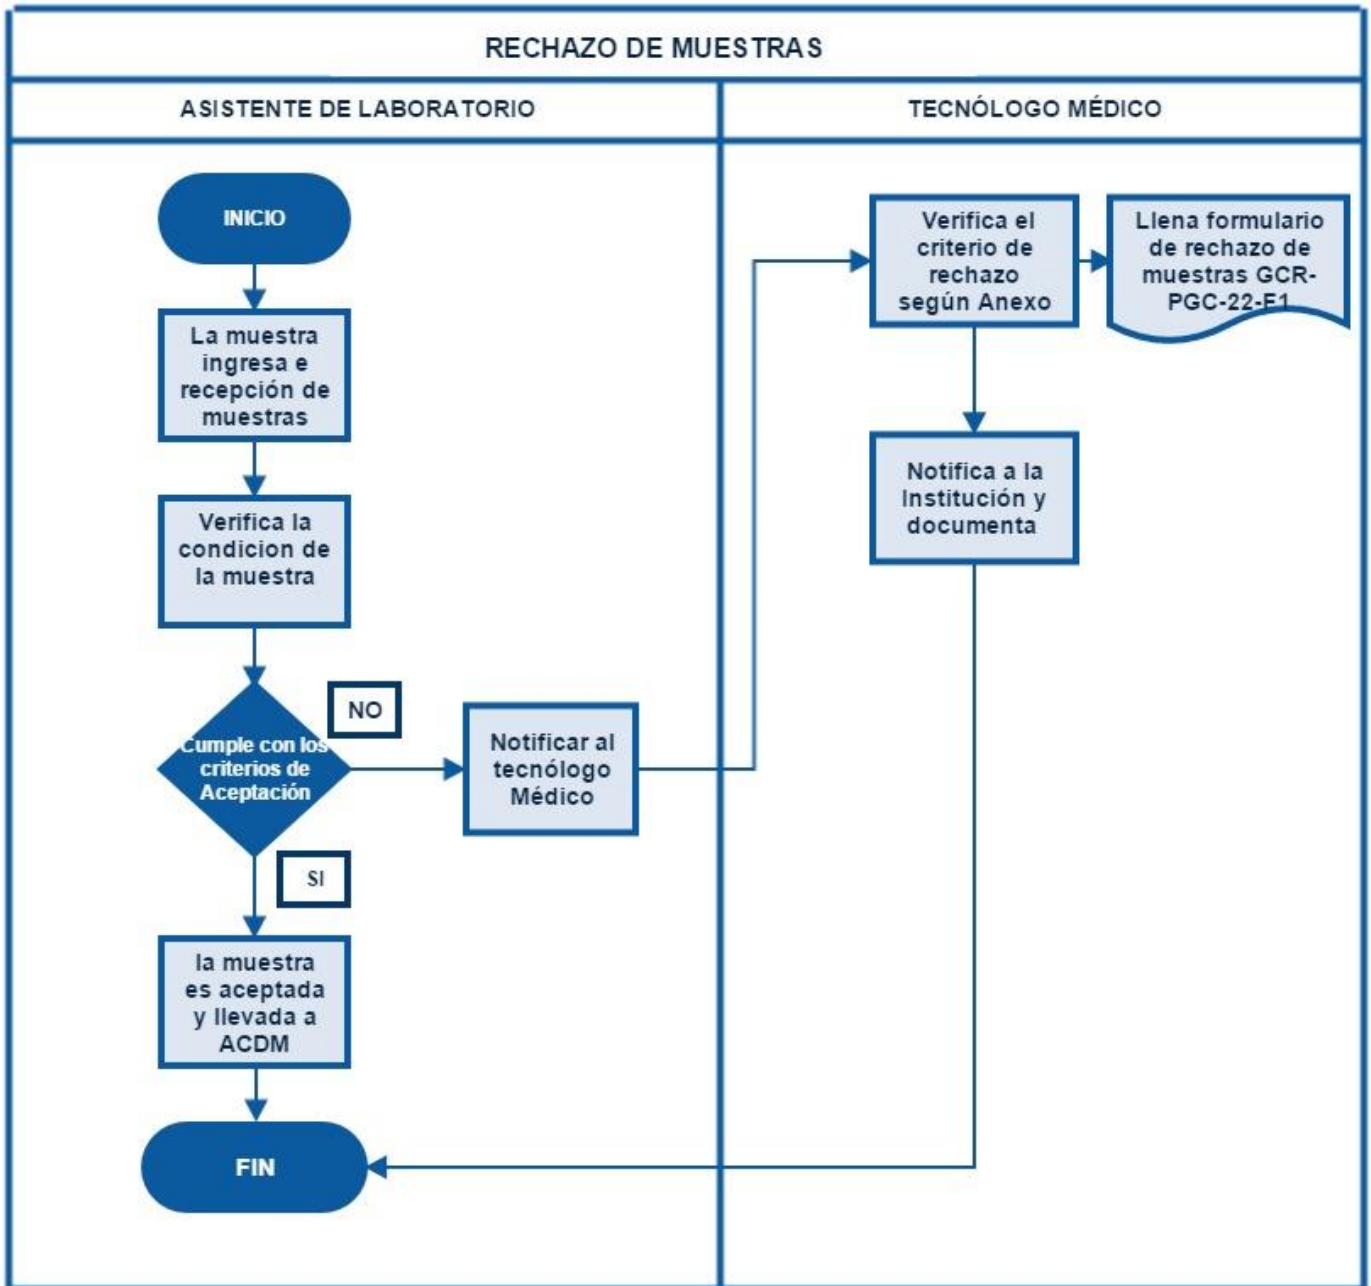 RECHAZO DE MUESTRAS
ASISTENTE DE LABORATORIO
TECNÓLOGO MÉDICO
INICIO
La muestra
ingresa e
recepción de
muestras
Verifica la
condicion de
la muestra
Cumple con los
criterios de
Aceptación
NO
SI
Notificar al
tecnólogo
Médico
la muestra
es aceptada
y llevada a
ACDM
FIN
Verifica el
criterio de
rechazo
según Anexo
Llena formulario
de rechazo de
muestras GCR-
PGC-22-F1
Notifica a la
Institución y
documenta